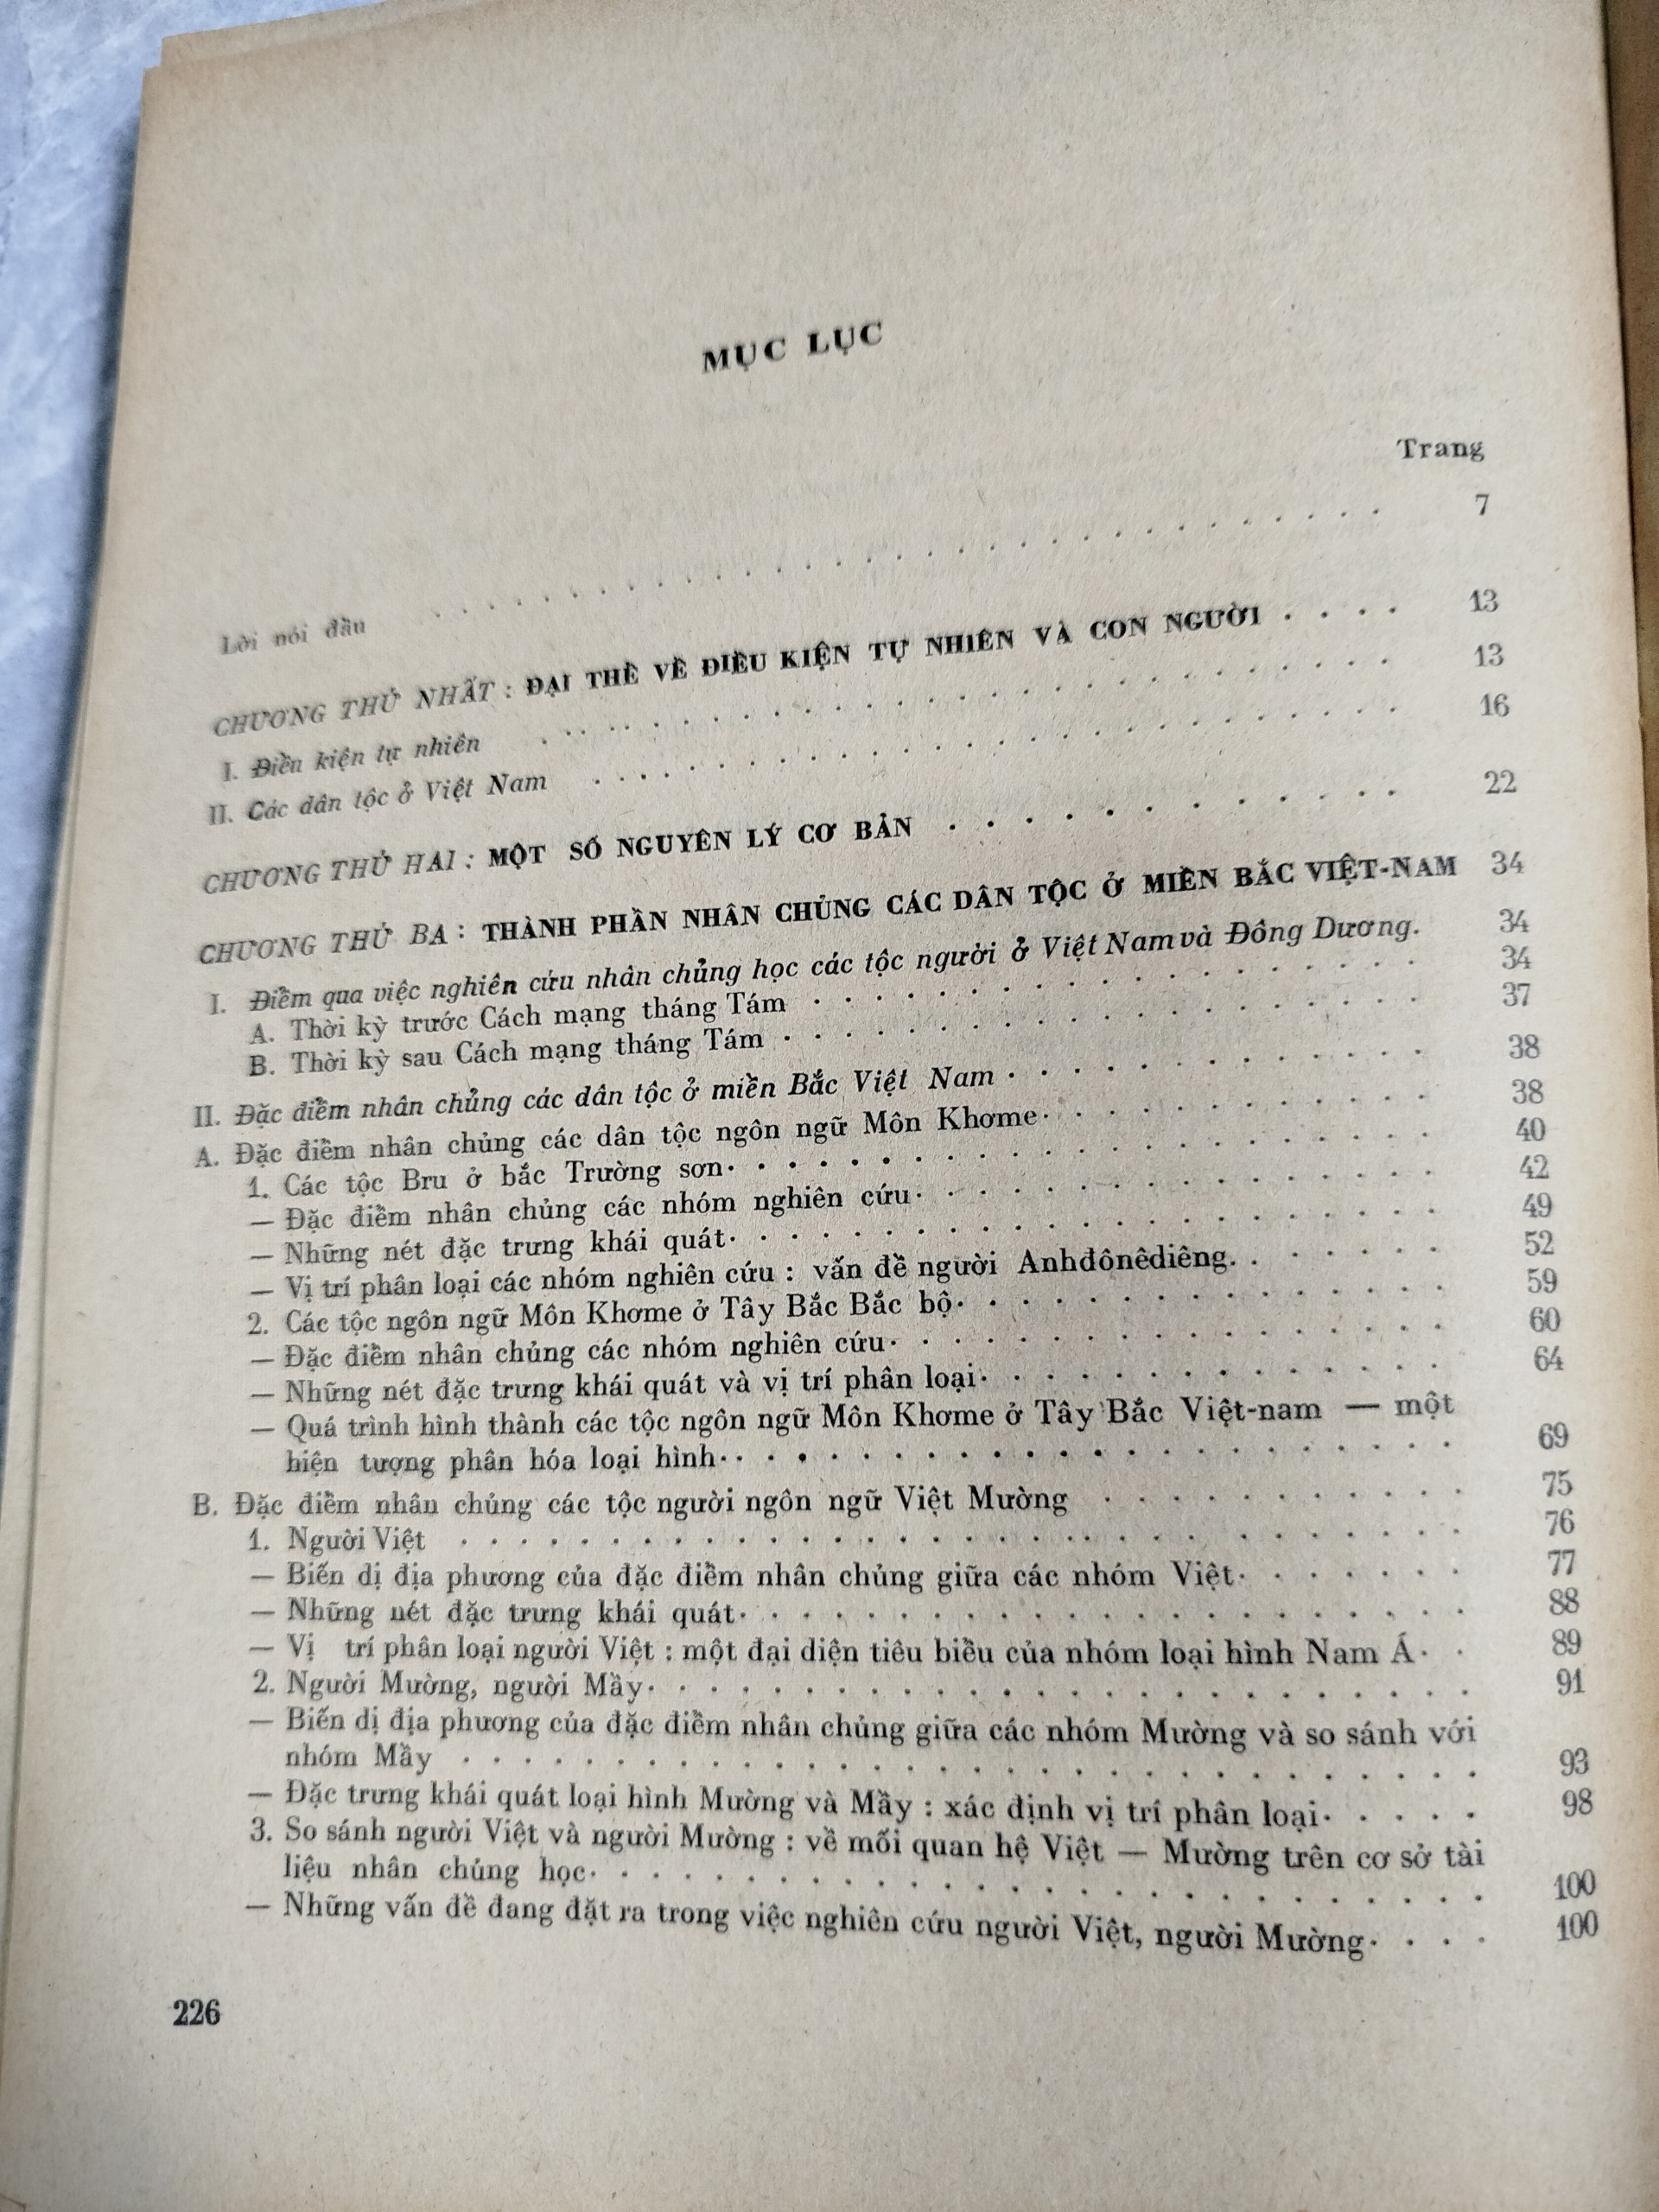 MỤC LỤC
Trang
Lời nói đầu . . . . . . . . . . 7
CHƯƠNG THỨ NHẤT : ĐẠI THỂ VỀ ĐIỀU KIỆN TỰ NHIÊN VÀ CON NGƯỜI . . . . 13
I. Điều kiện tự nhiên . . . . . . . . . . 13
II. Các dân tộc ở Việt Nam . . . . . . . . . . 16
CHƯƠNG THỨ HAI : MỘT SỐ NGUYÊN LÝ CƠ BẢN . . . . . . . . . . 22
CHƯƠNG THỨ BA : THÀNH PHẦN NHÂN CHỦNG CÁC DÂN TỘC Ở MIỀN BẮC VIỆT-NAM 34
I. Điểm qua việc nghiên cứu nhân chủng học các tộc người ở Việt Nam và Đông Dương. 34
A. Thời kỳ trước Cách mạng tháng Tám . . . . . . . . . . 34
B. Thời kỳ sau Cách mạng tháng Tám . . . . . . . . . . 37
II. Đặc điểm nhân chủng các dân tộc ở miền Bắc Việt Nam . . . . . . . . . . 38
A. Đặc điểm nhân chủng các dân tộc ngôn ngữ Môn Khơme . . . . . . . . . . 38
1. Các tộc Bru ở bắc Trường sơn . . . . . . . . . . 40
— Đặc điểm nhân chủng các nhóm nghiên cứu . . . . . . . . . . 42
— Những nét đặc trưng khái quát . . . . . . . . . . 49
— Vị trí phân loại các nhóm nghiên cứu : vấn đề người Anhđônêdiêng. . . . . . . 52
2. Các tộc ngôn ngữ Môn Khơme ở Tây Bắc Bắc bộ . . . . . . . . . . 59
— Đặc điểm nhân chủng các nhóm nghiên cứu . . . . . . . . . . 60
— Những nét đặc trưng khái quát và vị trí phân loại . . . . . . . . . . 64
— Quá trình hình thành các tộc ngôn ngữ Môn Khơme ở Tây Bắc Việt-nam — một
hiện tượng phân hóa loại hình . . . . . . . . . . 69
B. Đặc điểm nhân chủng các tộc người ngôn ngữ Việt Mường . . . . . . . . . . 75
1. Người Việt . . . . . . . . . . 76
— Biến dị địa phương của đặc điểm nhân chủng giữa các nhóm Việt . . . . . . . 77
— Những nét đặc trưng khái quát . . . . . . . . . . 88
— Vị trí phân loại người Việt : một đại diện tiêu biểu của nhóm loại hình Nam Á . . 89
2. Người Mường, người Mầy . . . . . . . . . . 91
— Biến dị địa phương của đặc điểm nhân chủng giữa các nhóm Mường và so sánh với
nhóm Mầy . . . . . . . . . . 93
— Đặc trưng khái quát loại hình Mường và Mầy : xác định vị trí phân loại . . . . . 98
3. So sánh người Việt và người Mường : về mối quan hệ Việt — Mường trên cơ sở tài
liệu nhân chủng học . . . . . . . . . . 100
— Những vấn đề đang đặt ra trong việc nghiên cứu người Việt, người Mường . . . . 100
226